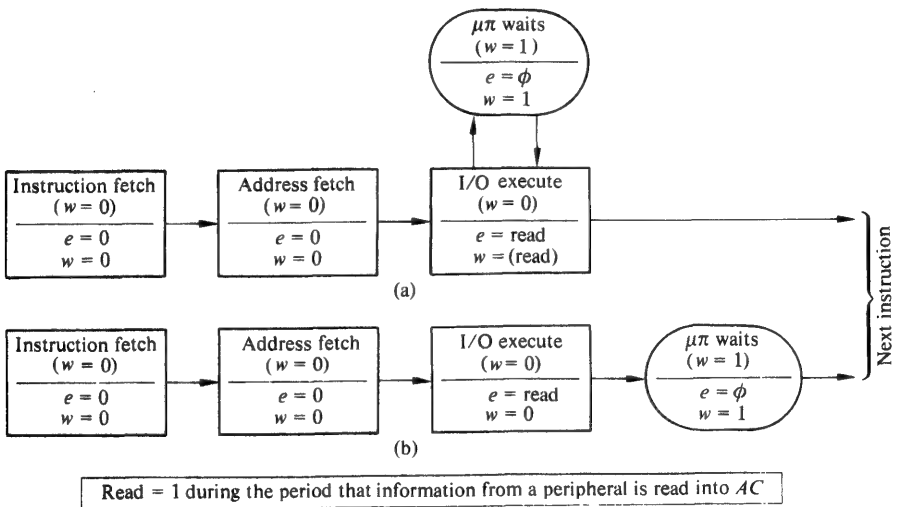 μπ waits
(w = 1)
e = ϕ
w = 1
Instruction fetch
(w = 0)
e = 0
w = 0
Address fetch
(w = 0)
e = 0
w = 0
I/O execute
(w = 0)
e = read
w = (read)
(a)
Instruction fetch
(w = 0)
e = 0
w = 0
Address fetch
(w = 0)
e = 0
w = 0
I/O execute
(w = 0)
e = read
w = 0
μπ waits
(w = 1)
e = ϕ
w = 1
(b)
Next instruction
Read = 1 during the period that information from a peripheral is read into AC